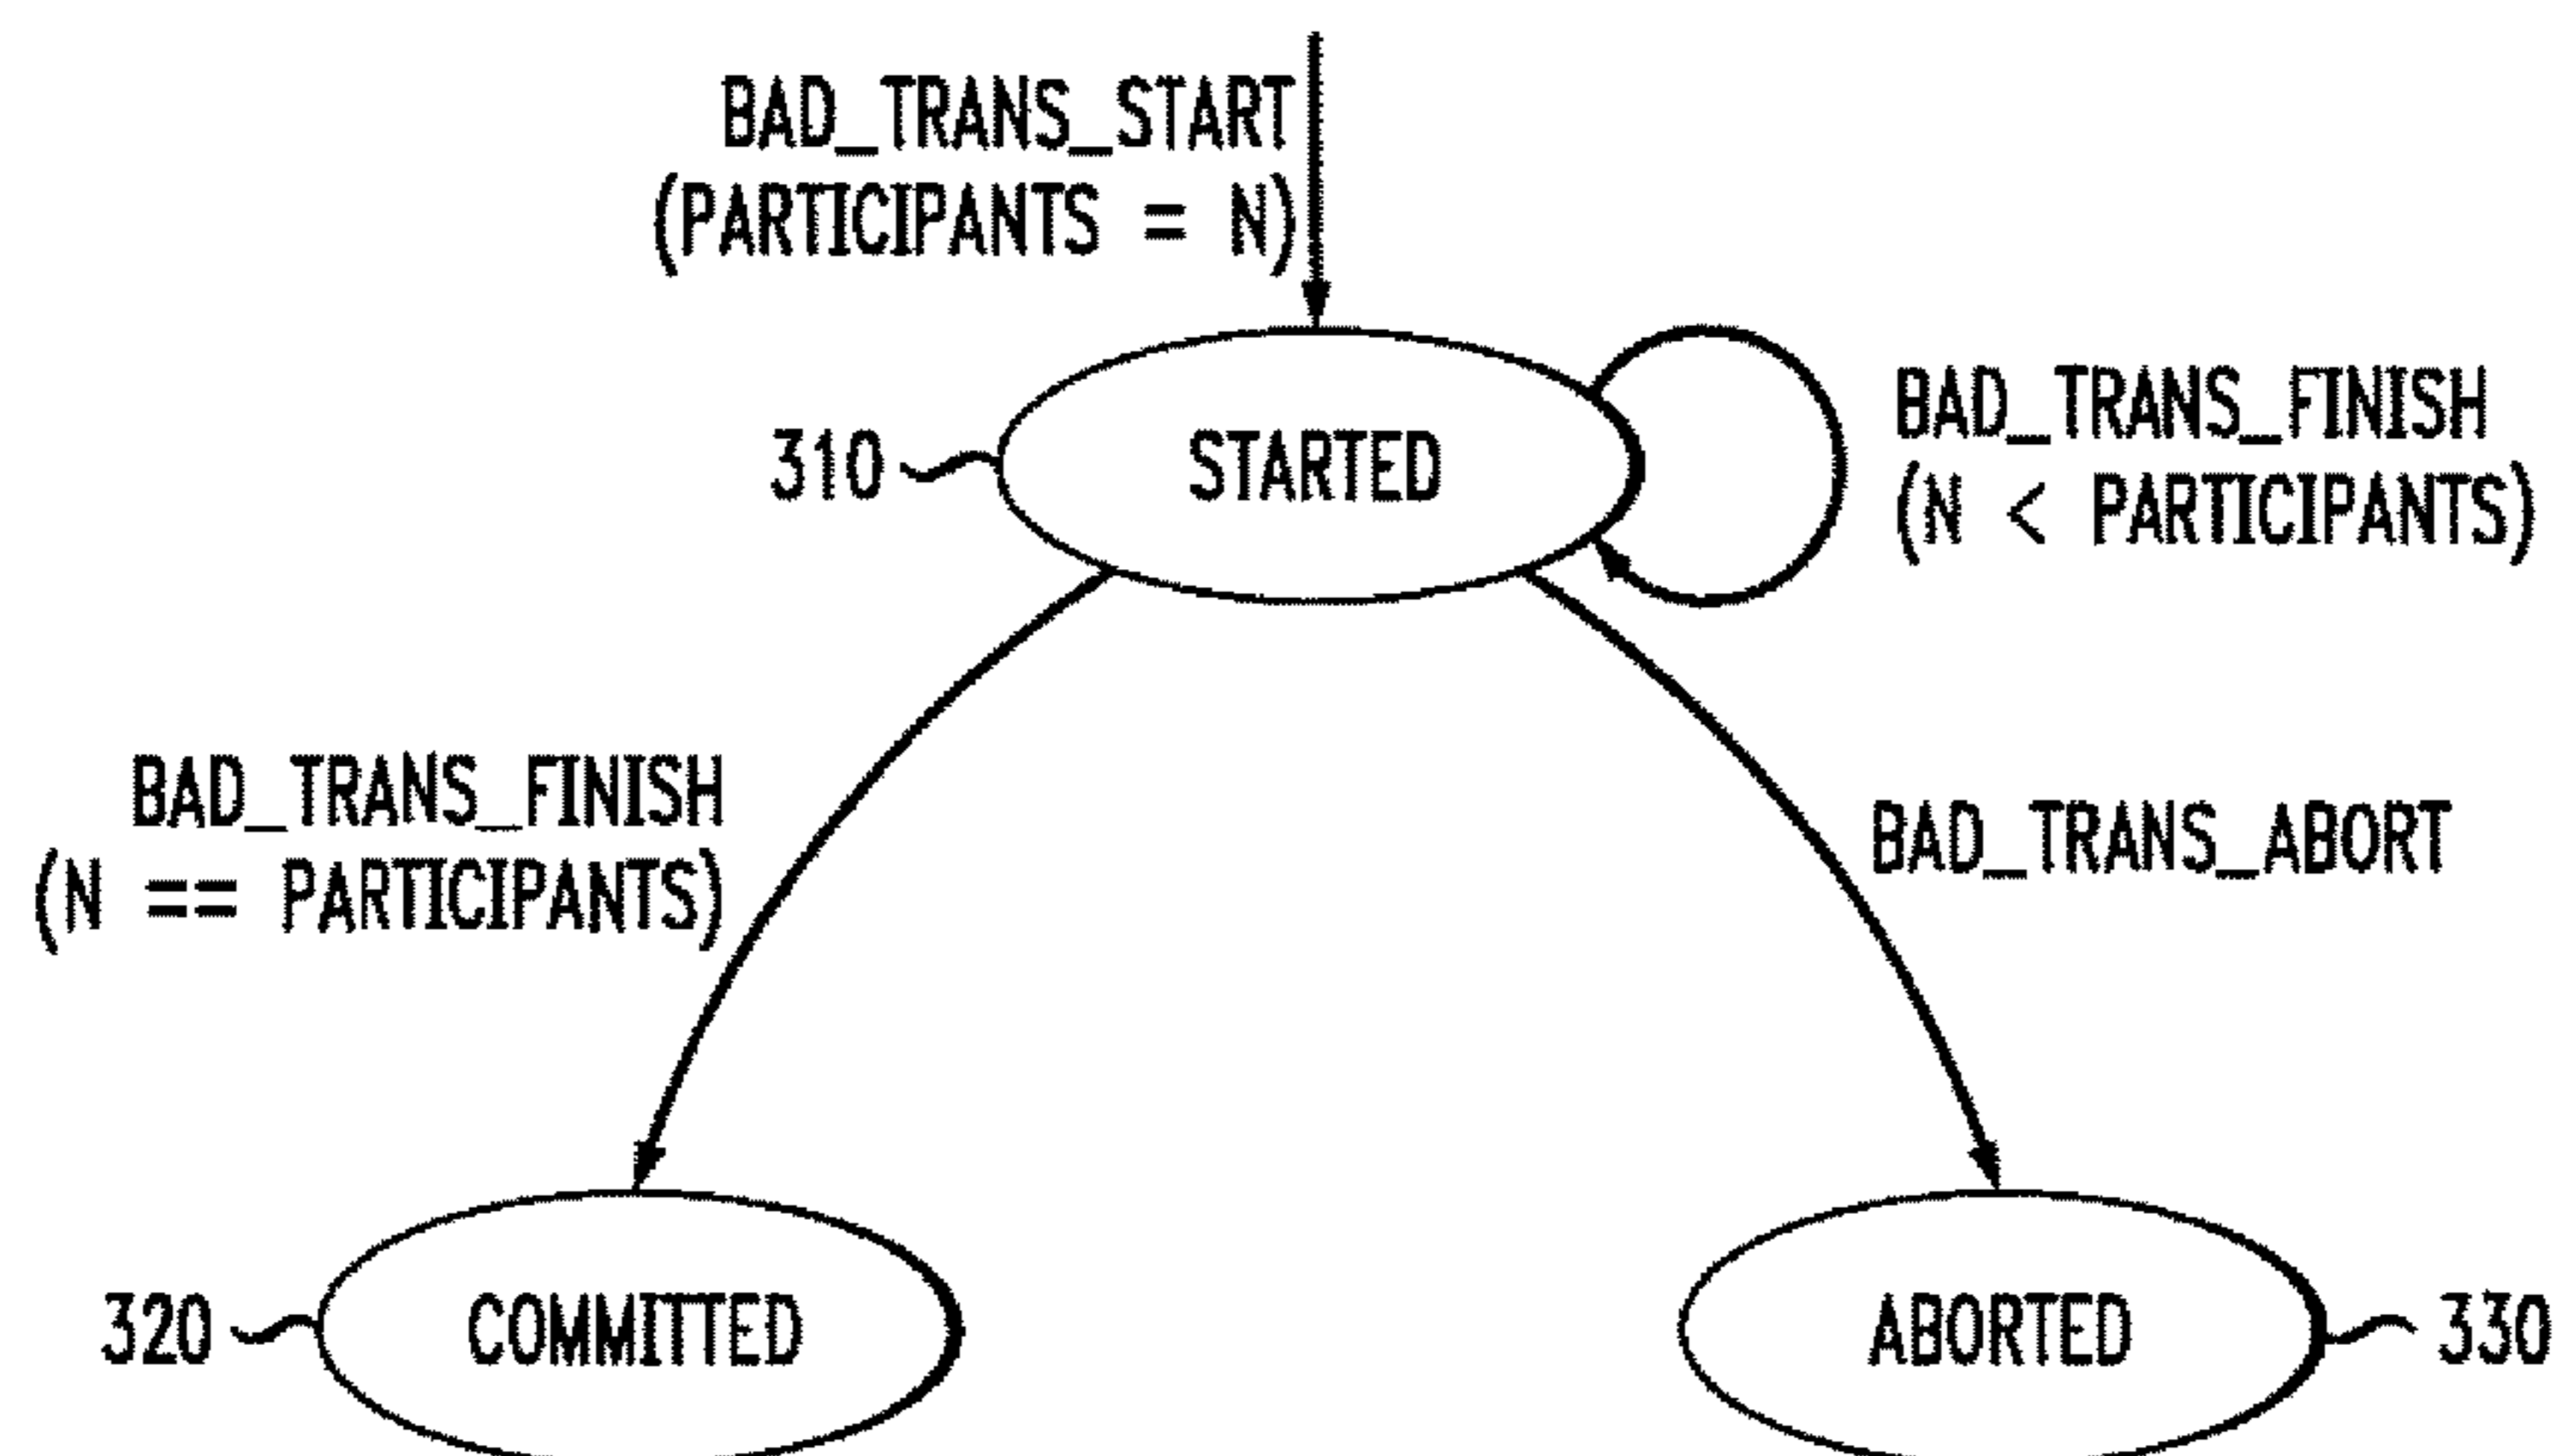 BAD_TRANS_START
(PARTICIPANTS = N)
310
STARTED
BAD_TRANS_FINISH
(N < PARTICIPANTS)
BAD_TRANS_FINISH
(N == PARTICIPANTS)
BAD_TRANS_ABORT
320
COMMITTED
ABORTED
330